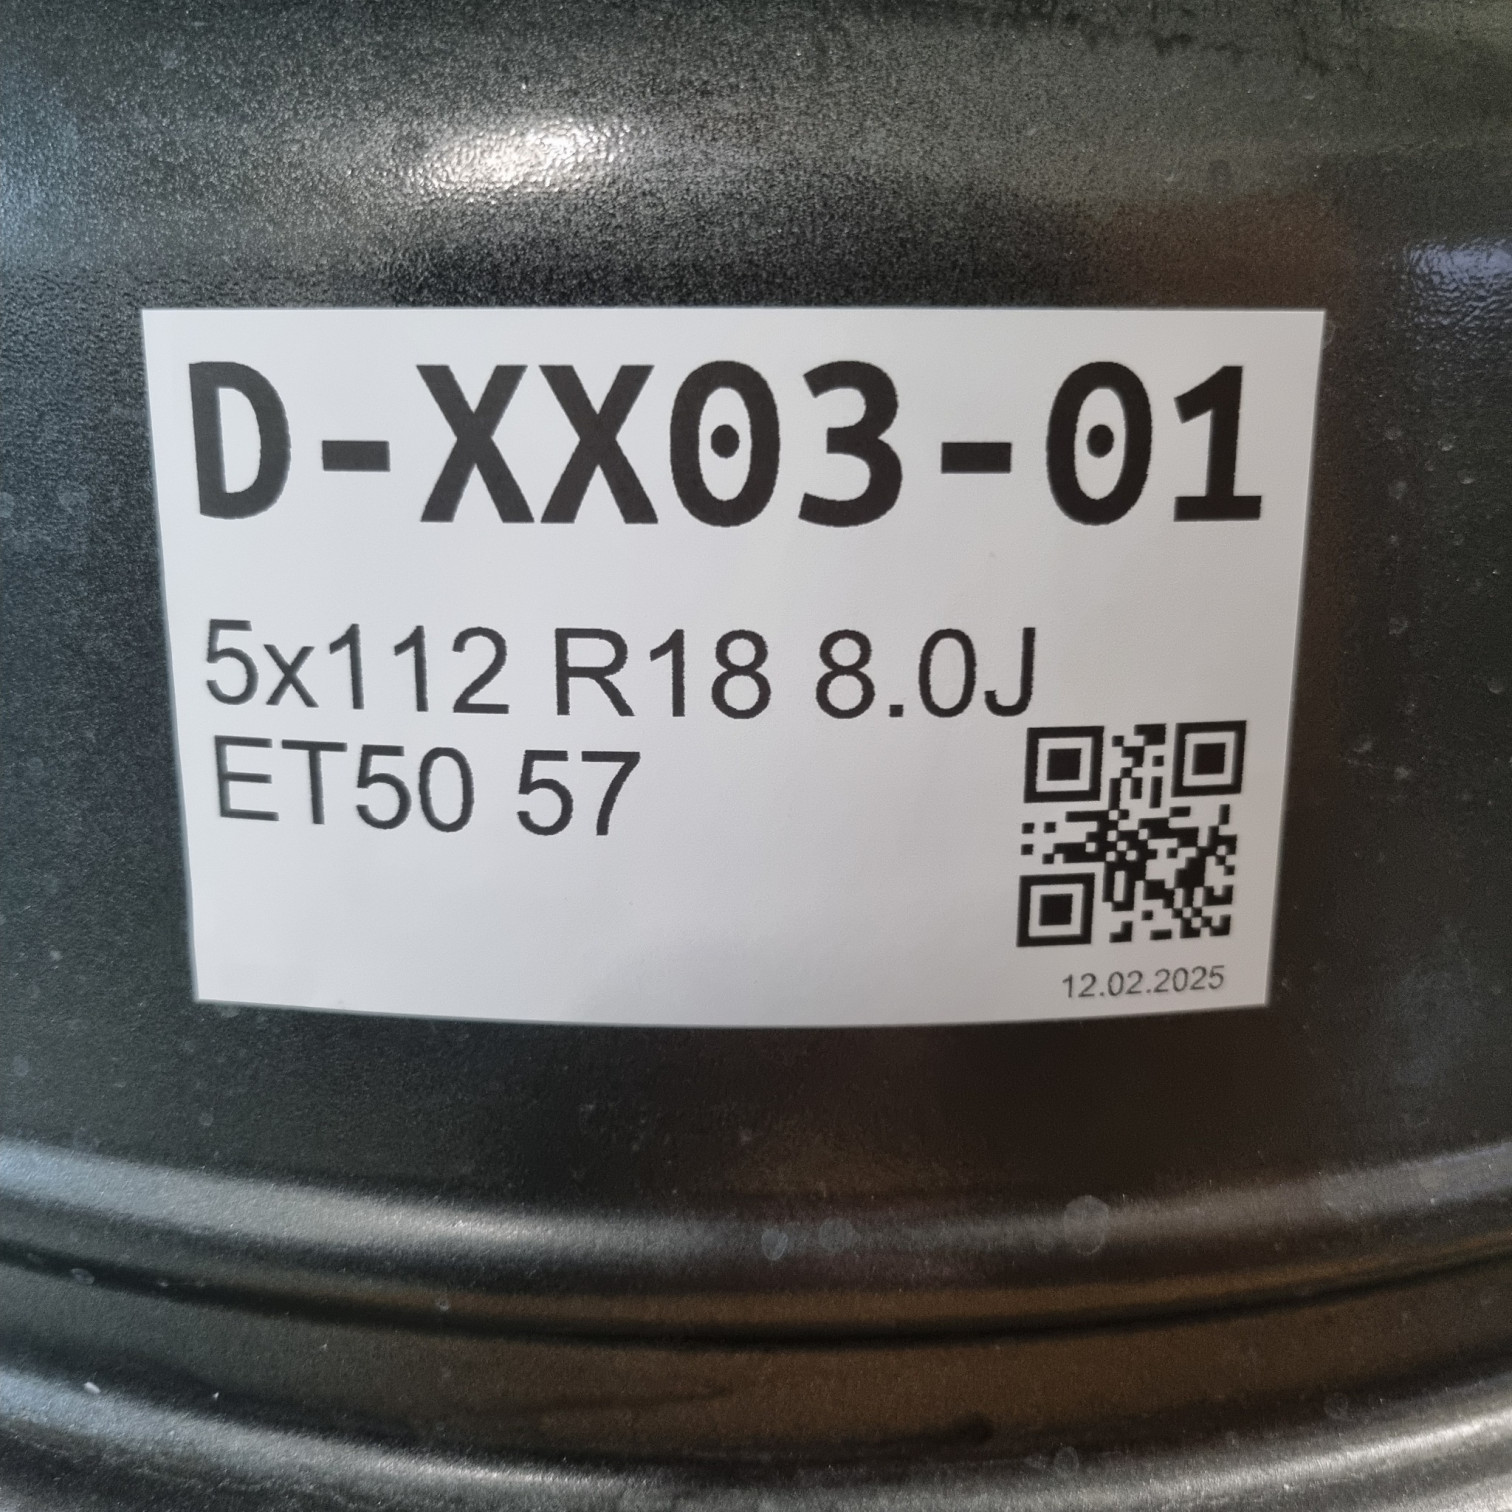 D-XX03-01
5x112 R18 8.0J
ET50 57
12.02.2025